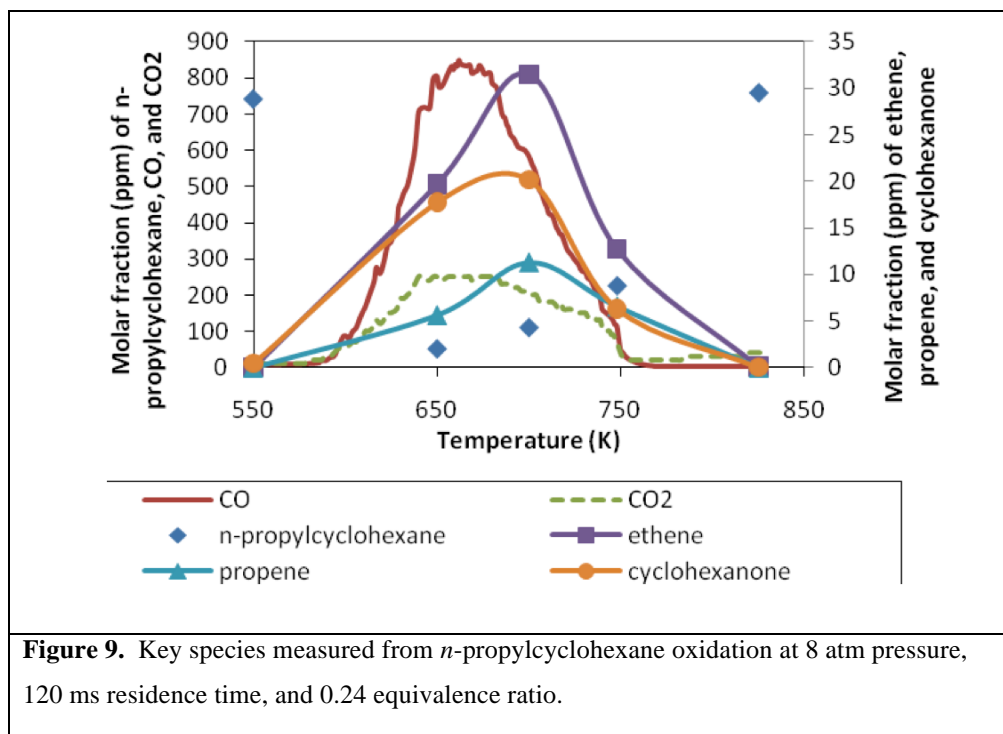 Molar fraction (ppm) of n-
propylcyclohexane, CO, and CO2
900
800
700
600
500
400
300
200
100
0
35
30
25
20
15
10
5
0
Molar fraction (ppm) of ethene,
propene, and cyclohexanone
550
650
750
850
Temperature (K)
CO
CO2
n-propylcyclohexane
ethene
propene
cyclohexanone
Figure 9. Key species measured from n-propylcyclohexane oxidation at 8 atm pressure,
120 ms residence time, and 0.24 equivalence ratio.